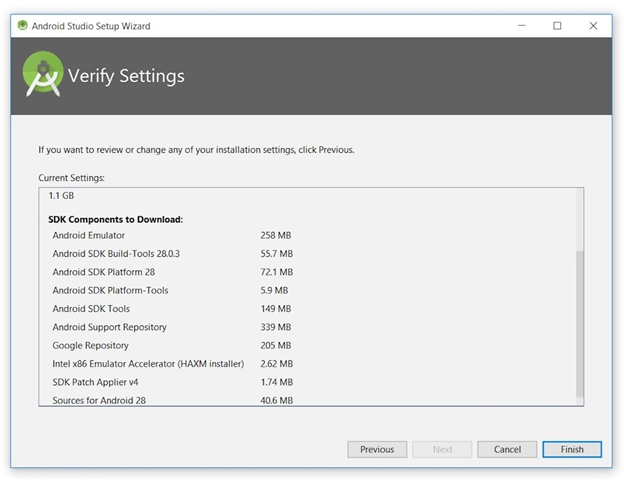 Android Studio Setup Wizard
Verify Settings
If you want to review or change any of your installation settings, click Previous.
Current Settings:
1.1 GB
SDK Components to Download:
Android Emulator 258 MB
Android SDK Build-Tools 28.0.3 55.7 MB
Android SDK Platform 28 72.1 MB
Android SDK Platform-Tools 5.9 MB
Android SDK Tools 149 MB
Android Support Repository 339 MB
Google Repository 205 MB
Intel x86 Emulator Accelerator (HAXM installer) 2.62 MB
SDK Patch Applier v4 1.74 MB
Sources for Android 28 40.6 MB
Previous Next Cancel Finish